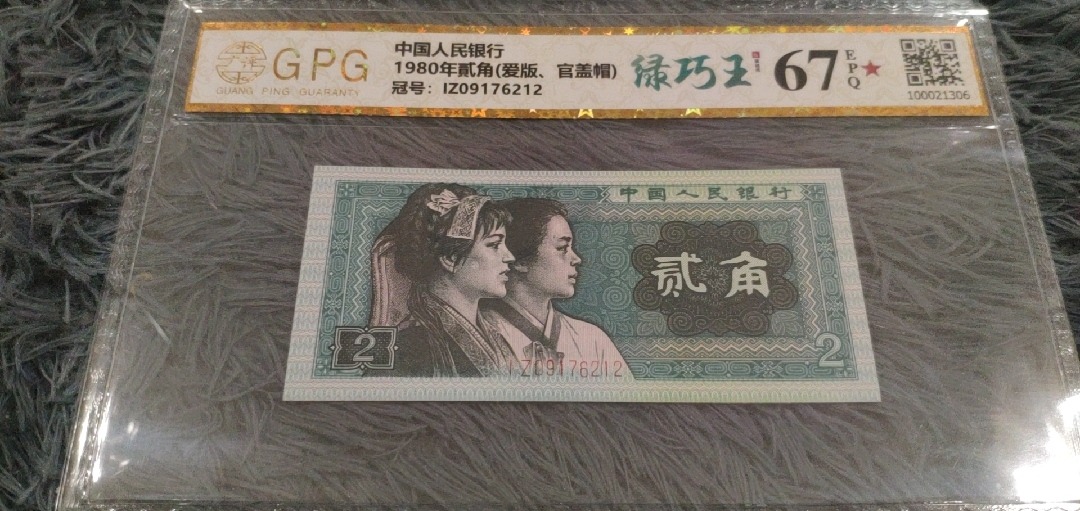 GPG
GUANG PING GUARANTY
中国人民银行
1980年贰角(爱版、官盖帽)
冠号: IZ09176212
绿巧王
67
EPQ★
100021306
中國人民銀行
贰角
2
2
IZ09176212